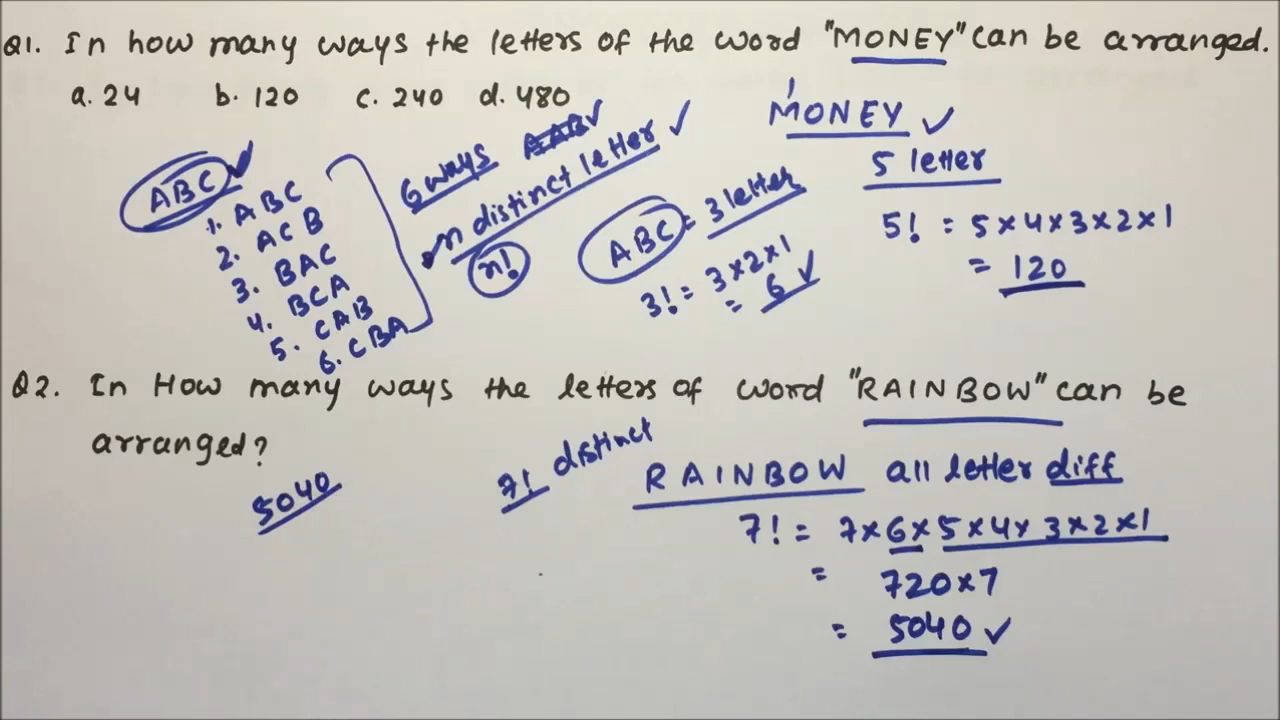 Q1. In how many ways the letters of the word "MONEY" can be arranged.
a. 24 b. 120 c. 240 d. 480
ABC
1. ABC
2. ACB
3. BAC
4. BCA
5. CAB
6. CBA
6 ways AAB
n distinct letter
n!
ABC = 3 letter
3! = 3×2×1
= 6
MONEY
5 letter
5! = 5×4×3×2×1
= 120
Q2. In How many ways the letters of word "RAINBOW" can be
arranged?
5040
7! distinct
RAINBOW all letter diff
7! = 7×6×5×4×3×2×1
= 720×7
= 5040